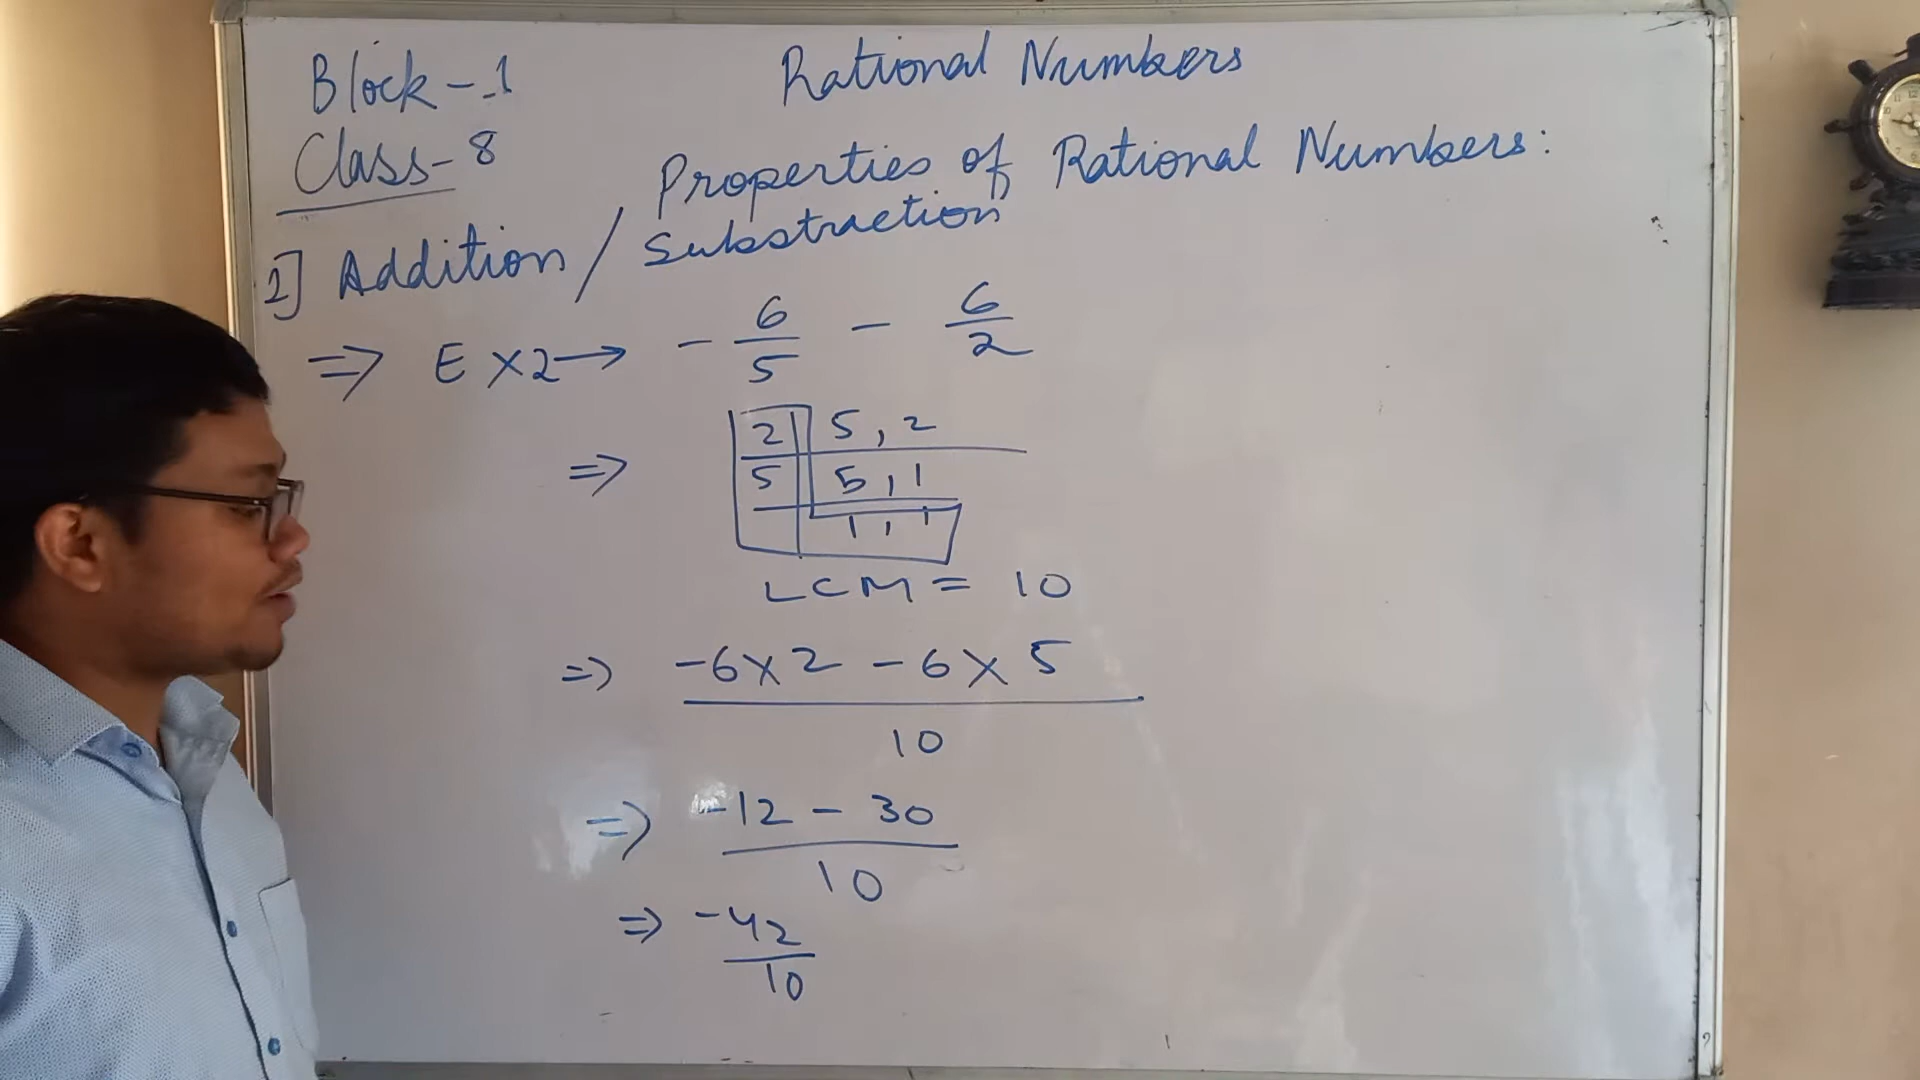 Block-1
Rational Numbers
Class-8
Properties of Rational Numbers:
1] Addition / Substraction
=> EX2→ - 6/5 - 6/2
=> 2 | 5, 2
5 | 5, 1
1, 1
LCM = 10
=> -6×2 - 6×5
10
=> -12 - 30
10
=> -42
10